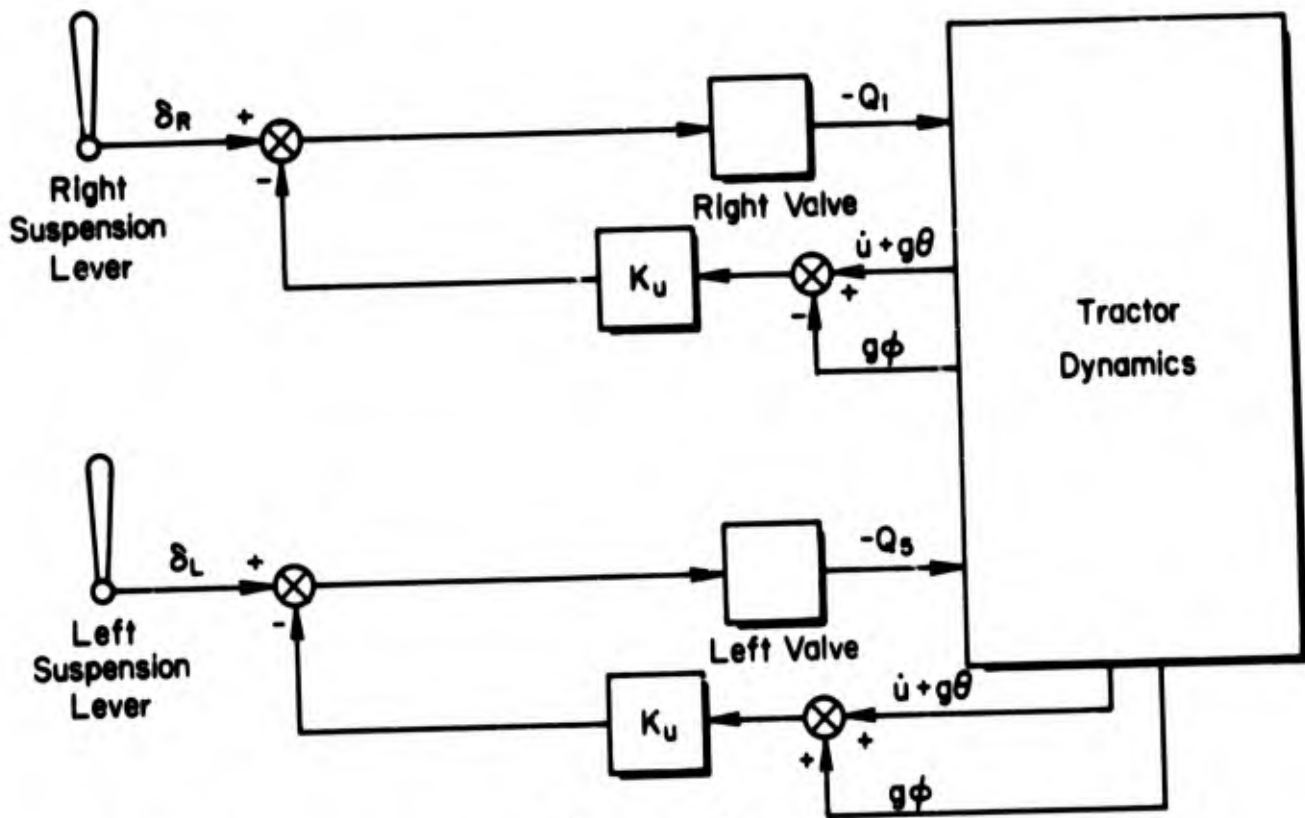 δR
+
-
Right
Suspension
Lever
-Q1
Right Valve
Ku
u̇ + gθ
+
-
gϕ
Tractor
Dynamics
δL
+
-
Left
Suspension
Lever
-Q5
Left Valve
Ku
u̇ + gθ
+
+
gϕ